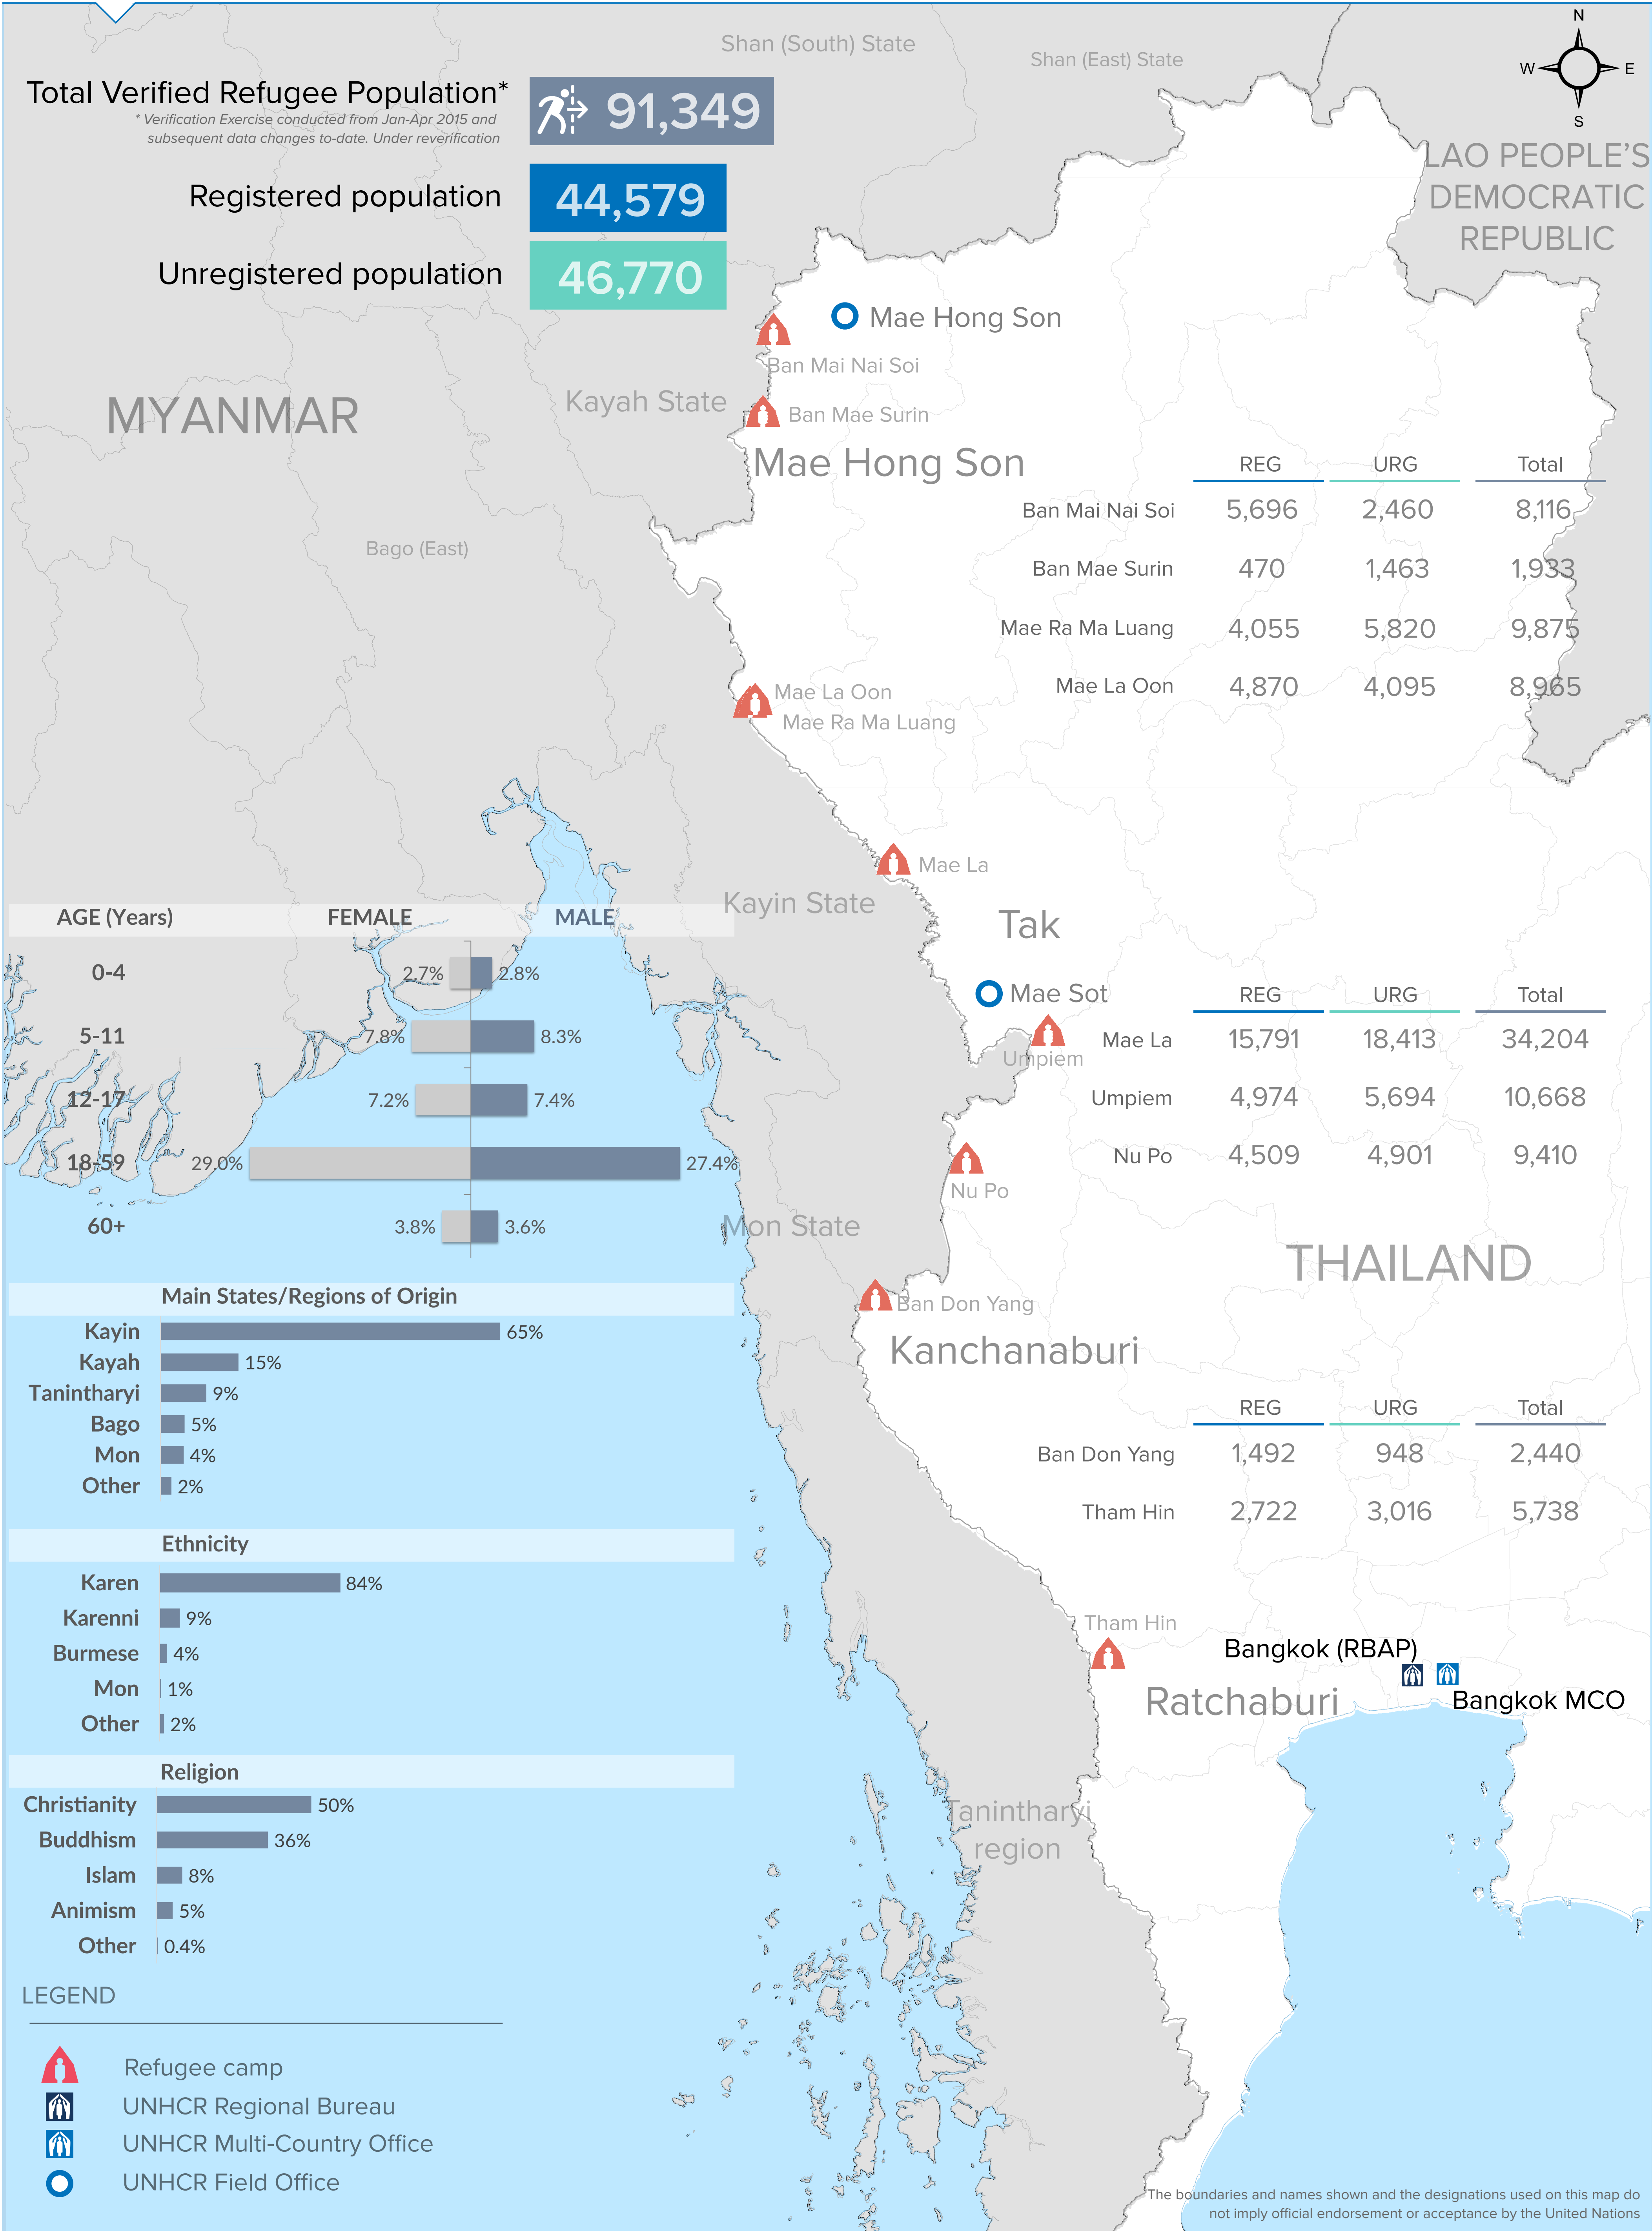 N
W E
S
Shan (South) State
Shan (East) State
LAO PEOPLE'S
DEMOCRATIC
REPUBLIC
Total Verified Refugee Population*
* Verification Exercise conducted from Jan-Apr 2015 and
subsequent data changes to-date. Under reverification
91,349
Registered population 44,579
Unregistered population 46,770
Mae Hong Son
Ban Mai Nai Soi
MYANMAR
Kayah State
Ban Mae Surin
Mae Hong Son
Bago (East)
REG URG Total
Ban Mai Nai Soi 5,696 2,460 8,116
Ban Mae Surin 470 1,463 1,933
Mae Ra Ma Luang 4,055 5,820 9,875
Mae La Oon 4,870 4,095 8,965
Mae La Oon
Mae Ra Ma Luang
Mae La
Kayin State
Tak
Mae Sot
Umpiem
Nu Po
Mon State
REG URG Total
Mae La 15,791 18,413 34,204
Umpiem 4,974 5,694 10,668
Nu Po 4,509 4,901 9,410
THAILAND
Ban Don Yang
Kanchanaburi
REG URG Total
Ban Don Yang 1,492 948 2,440
Tham Hin 2,722 3,016 5,738
Tham Hin
Bangkok (RBAP)
Bangkok MCO
Ratchaburi
Tanintharyi
region
AGE (Years) FEMALE MALE
0-4 2.7% 2.8%
5-11 7.8% 8.3%
12-17 7.2% 7.4%
18-59 29.0% 27.4%
60+ 3.8% 3.6%
Main States/Regions of Origin
Kayin 65%
Kayah 15%
Tanintharyi 9%
Bago 5%
Mon 4%
Other 2%
Ethnicity
Karen 84%
Karenni 9%
Burmese 4%
Mon 1%
Other 2%
Religion
Christianity 50%
Buddhism 36%
Islam 8%
Animism 5%
Other 0.4%
LEGEND
Refugee camp
UNHCR Regional Bureau
UNHCR Multi-Country Office
UNHCR Field Office
The boundaries and names shown and the designations used on this map do
not imply official endorsement or acceptance by the United Nations